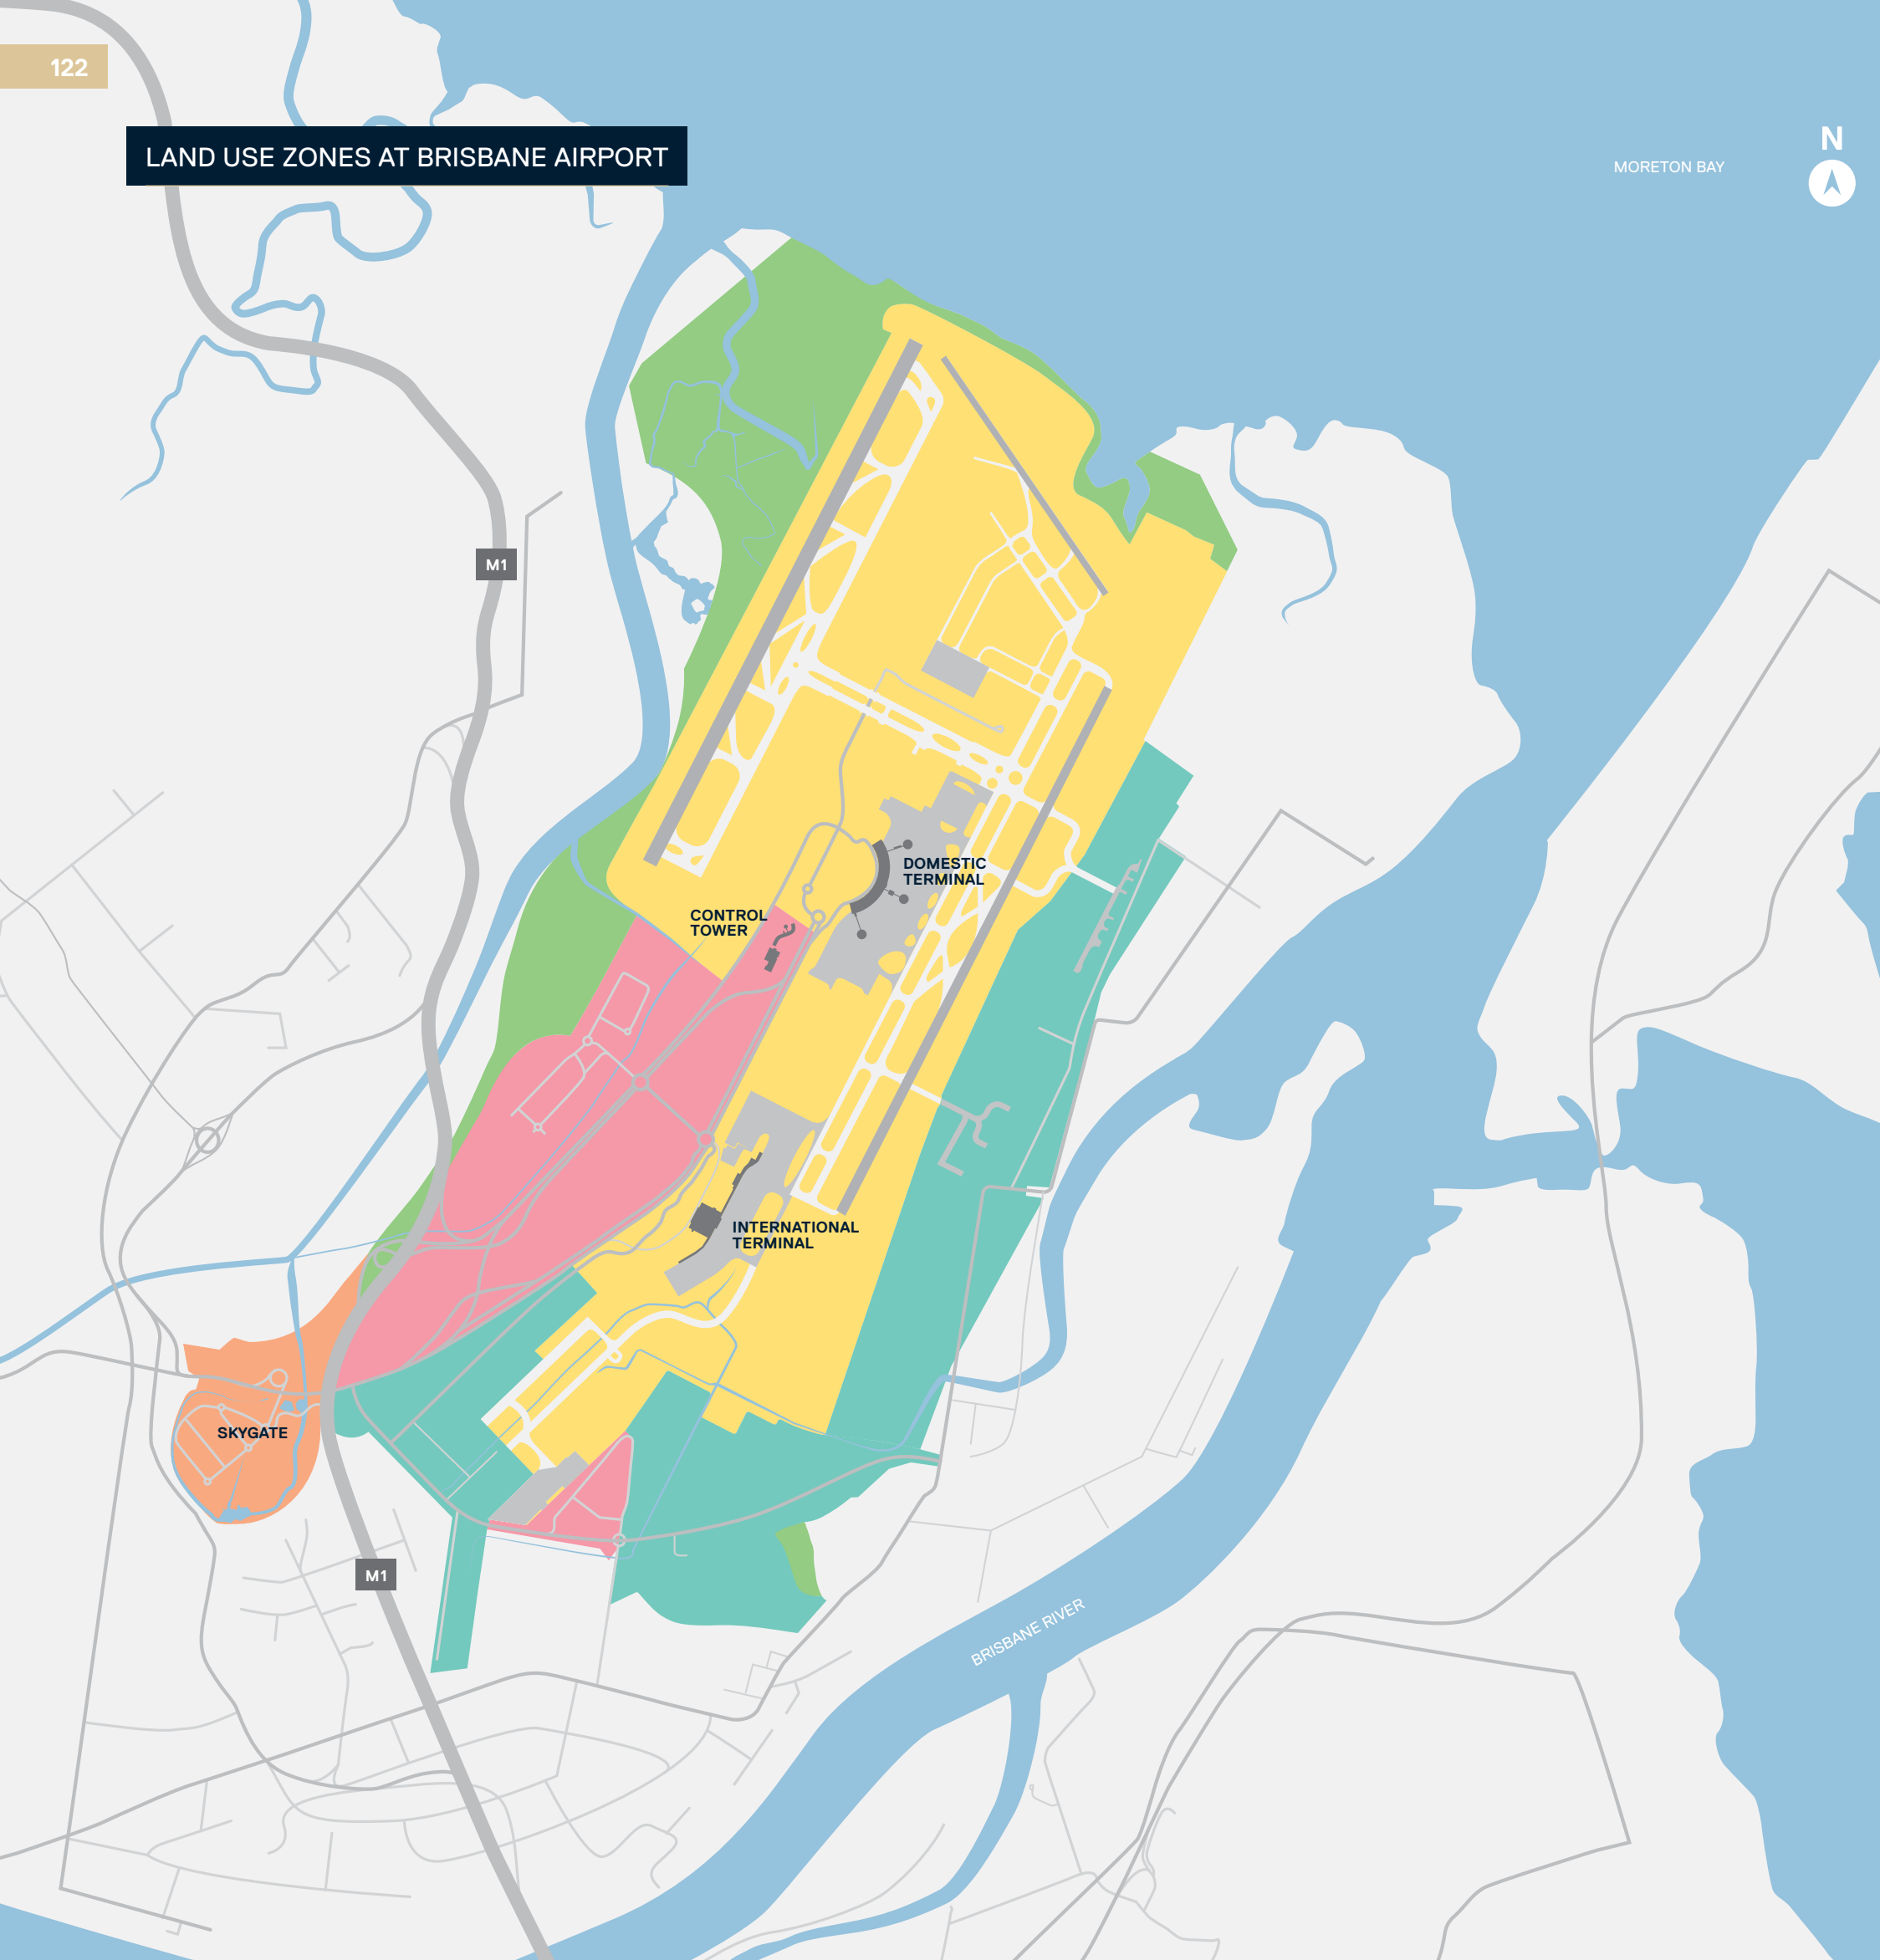 122
LAND USE ZONES AT BRISBANE AIRPORT
N
MORETON BAY
M1
DOMESTIC
TERMINAL
CONTROL
TOWER
INTERNATIONAL
TERMINAL
SKYGATE
M1
BRISBANE RIVER